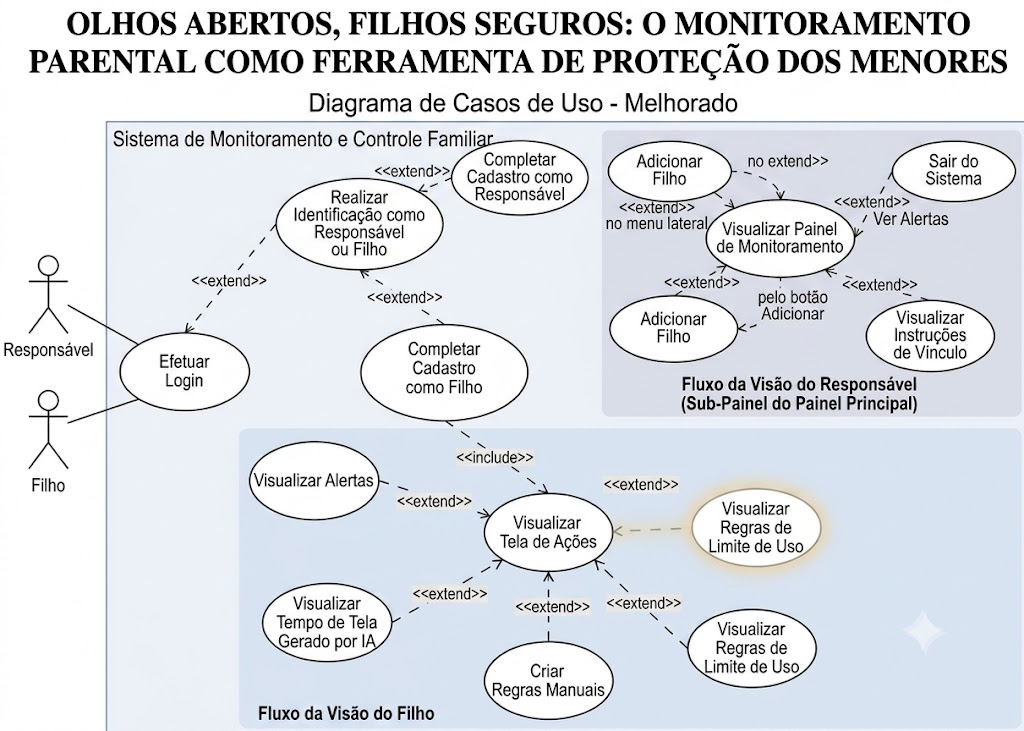 OLHOS ABERTOS, FILHOS SEGUROS: O MONITORAMENTO
PARENTAL COMO FERRAMENTA DE PROTEÇÃO DOS MENORES
Diagrama de Casos de Uso - Melhorado
Sistema de Monitoramento e Controle Familiar
<<extend>>
Completar
Cadastro como
Responsável
Realizar
Identificação como
Responsável
ou Filho
<<extend>>
<<extend>>
Responsável
Efetuar
Login
Completar
Cadastro
como Filho
Filho
Adicionar
Filho
no extend>>
Sair do
Sistema
<<extend>>
no menu lateral
<<extend>>
Ver Alertas
Visualizar Painel
de Monitoramento
<<extend>>
pelo botão
Adicionar
<<extend>>
Adicionar
Filho
Visualizar
Instruções
de Vínculo
Fluxo da Visão do Responsável
(Sub-Painel do Painel Principal)
<<include>>
Visualizar Alertas
<<extend>>
<<extend>>
Visualizar
Tela de Ações
Visualizar
Regras de
Limite de Uso
Visualizar
Tempo de Tela
Gerado por IA
<<extend>>
<<extend>>
<<extend>>
Criar
Regras Manuais
Visualizar
Regras de
Limite de Uso
Fluxo da Visão do Filho